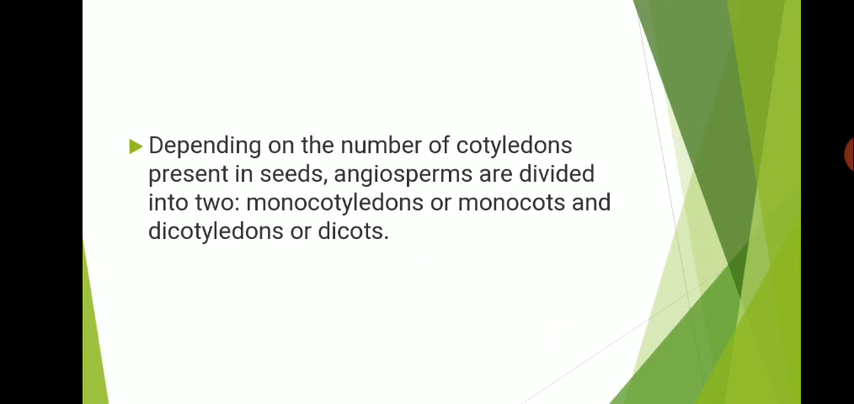 Depending on the number of cotyledons
present in seeds, angiosperms are divided
into two: monocotyledons or monocots and
dicotyledons or dicots.